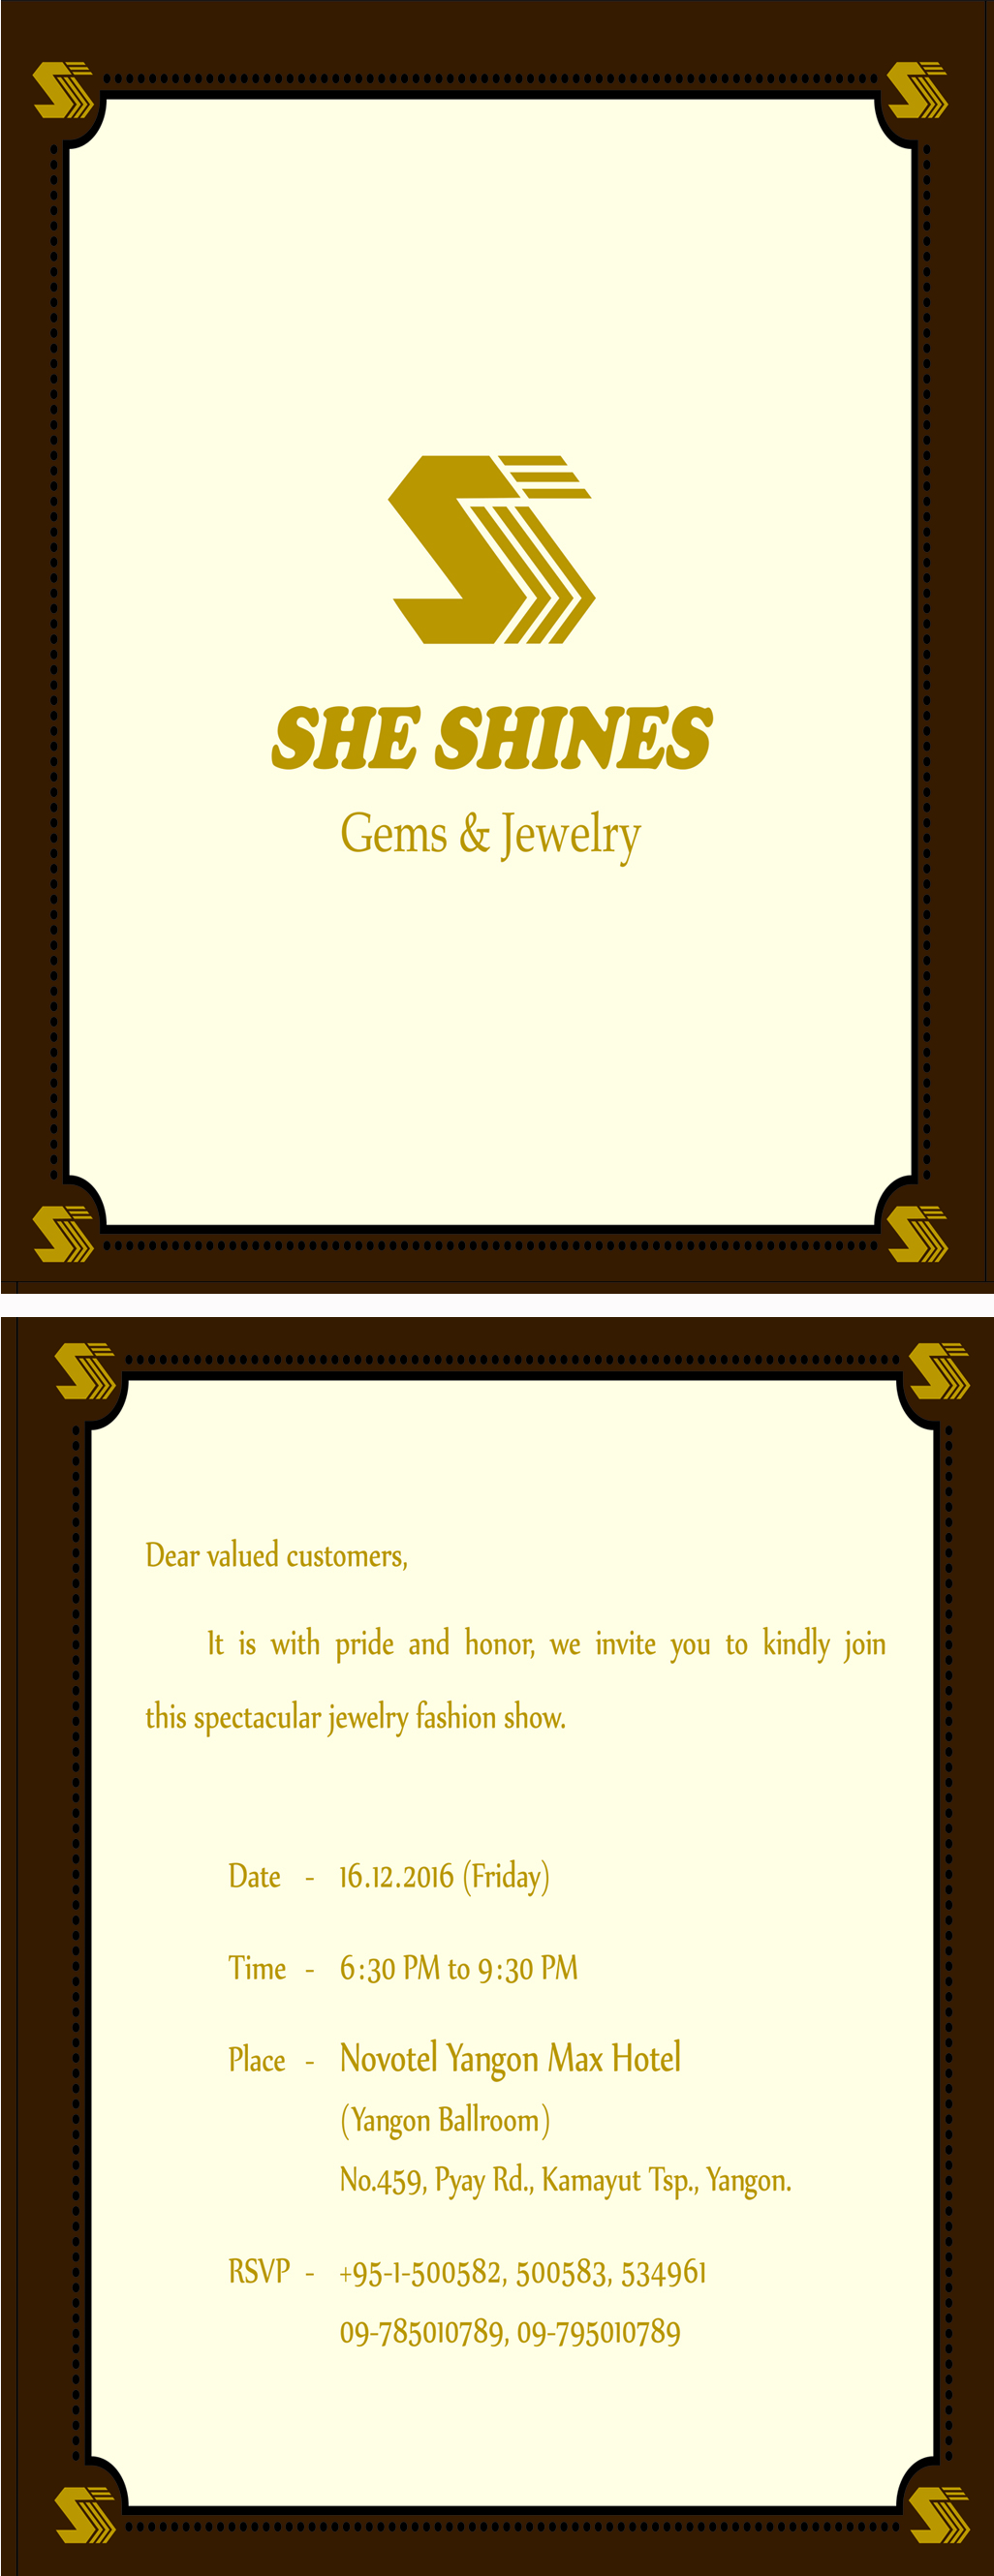 SHE SHINES
Gems & Jewelry
Dear valued customers,
It is with pride and honor, we invite you to kindly join
this spectacular jewelry fashion show.
Date - 16.12.2016 (Friday)
Time - 6:30 PM to 9:30 PM
Place - Novotel Yangon Max Hotel
(Yangon Ballroom)
No.459, Pyay Rd., Kamayut Tsp., Yangon.
RSVP - +95-1-500582, 500583, 534961
09-785010789, 09-795010789